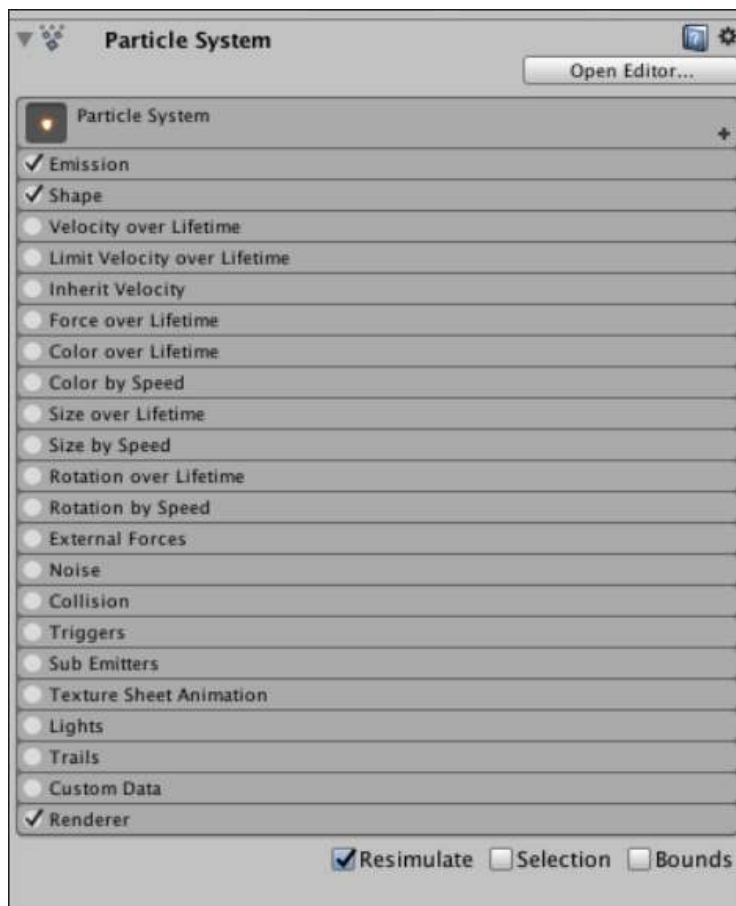 Particle System
Open Editor...
Particle System
Emission
Shape
Velocity over Lifetime
Limit Velocity over Lifetime
Inherit Velocity
Force over Lifetime
Color over Lifetime
Color by Speed
Size over Lifetime
Size by Speed
Rotation over Lifetime
Rotation by Speed
External Forces
Noise
Collision
Triggers
Sub Emitters
Texture Sheet Animation
Lights
Trails
Custom Data
Renderer
Resimulate Selection Bounds